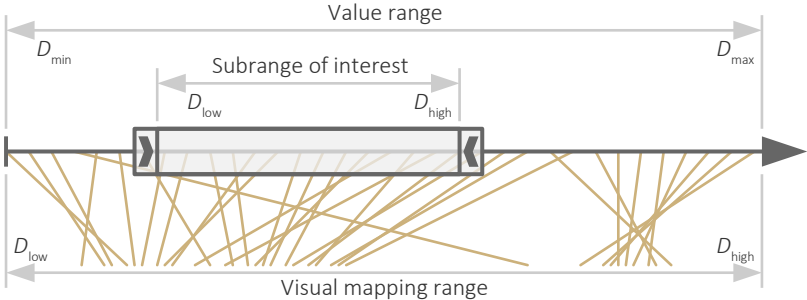 Value range
Dmin Dmax
Subrange of interest
Dlow Dhigh
Dlow Dhigh
Visual mapping range